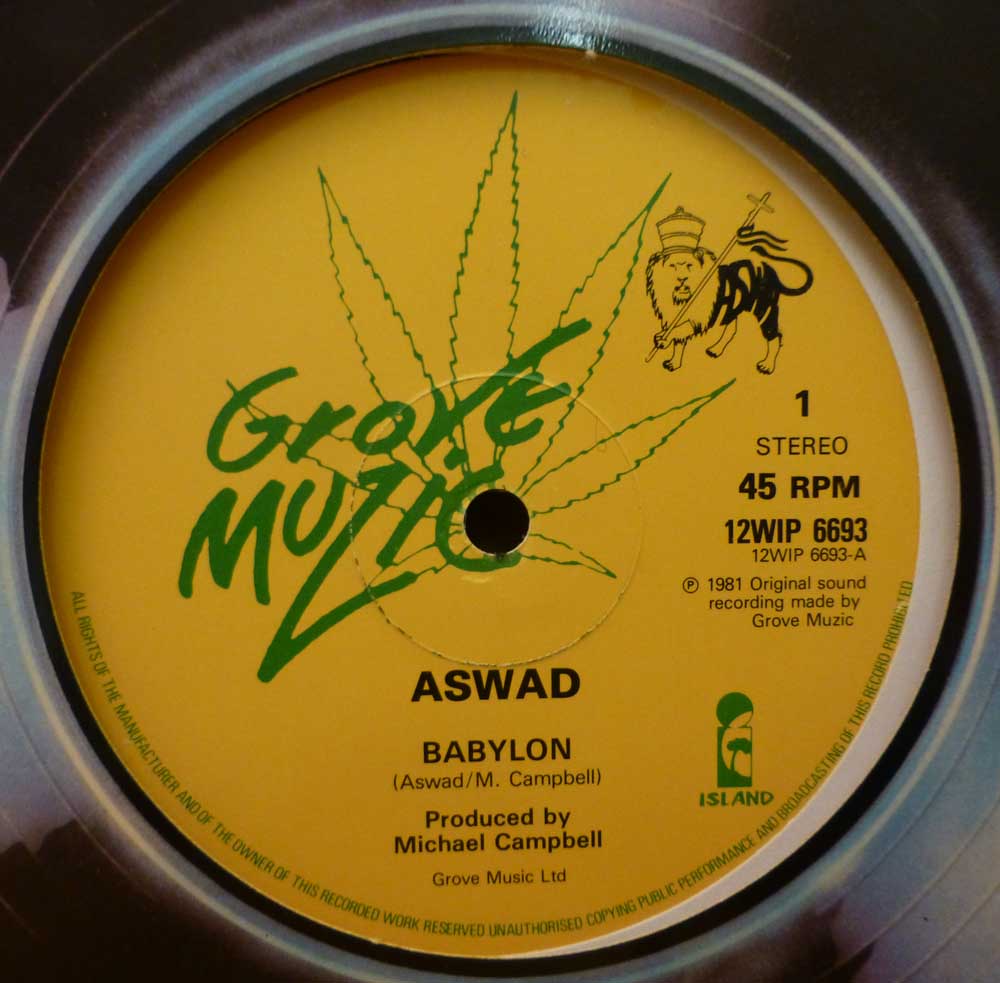 GROVE
MUZIC
ASWAD
1
STEREO
45 RPM
12WIP 6693
12WIP 6693-A
Ⓟ 1981 Original sound
recording made by
Grove Muzic
ASWAD
BABYLON
(Aswad/M. Campbell)
Produced by
Michael Campbell
Grove Music Ltd
ISLAND
ALL RIGHTS OF THE MANUFACTURER AND OF THE OWNER OF THIS RECORDED WORK RESERVED UNAUTHORISED COPYING PUBLIC PERFORMANCE AND BROADCASTING OF THIS RECORD PROHIBITED